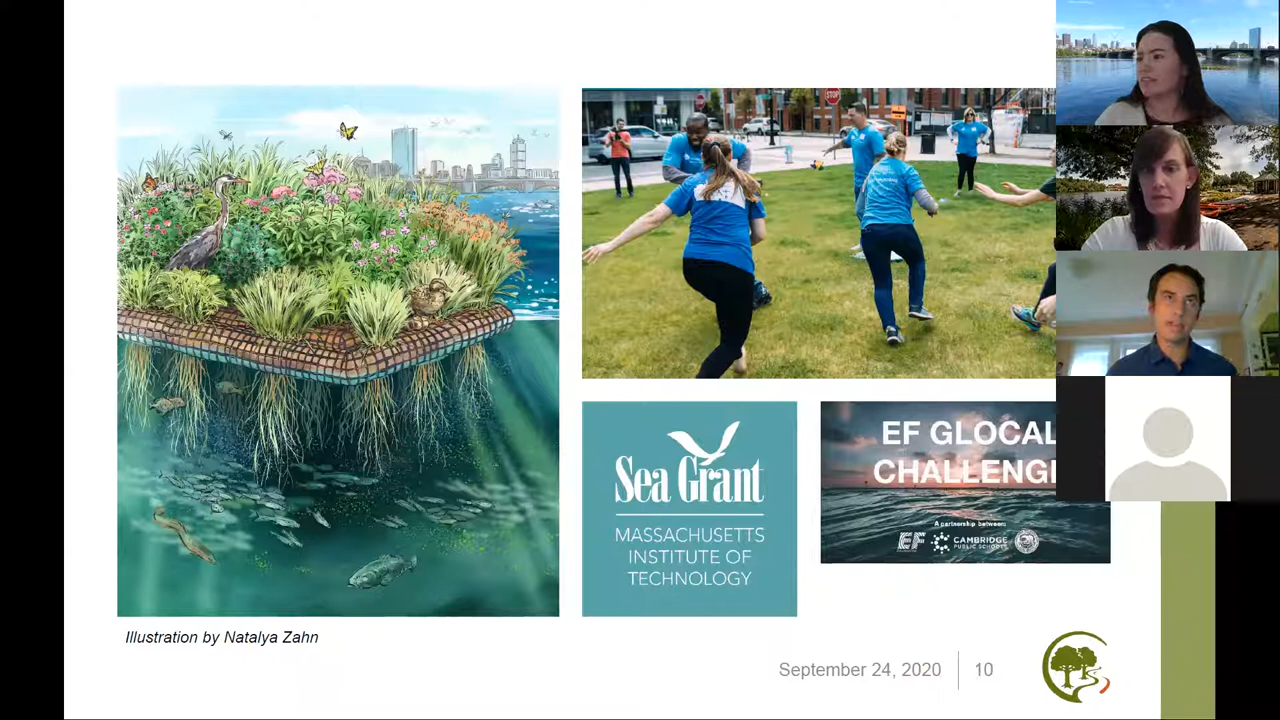 STOP
Sea Grant
MASSACHUSETTS
INSTITUTE OF
TECHNOLOGY
EF GLOCAL
CHALLENG
A partnership between:
EF
CAMBRIDGE
PUBLIC SCHOOLS
Illustration by Natalya Zahn
September 24, 2020
10